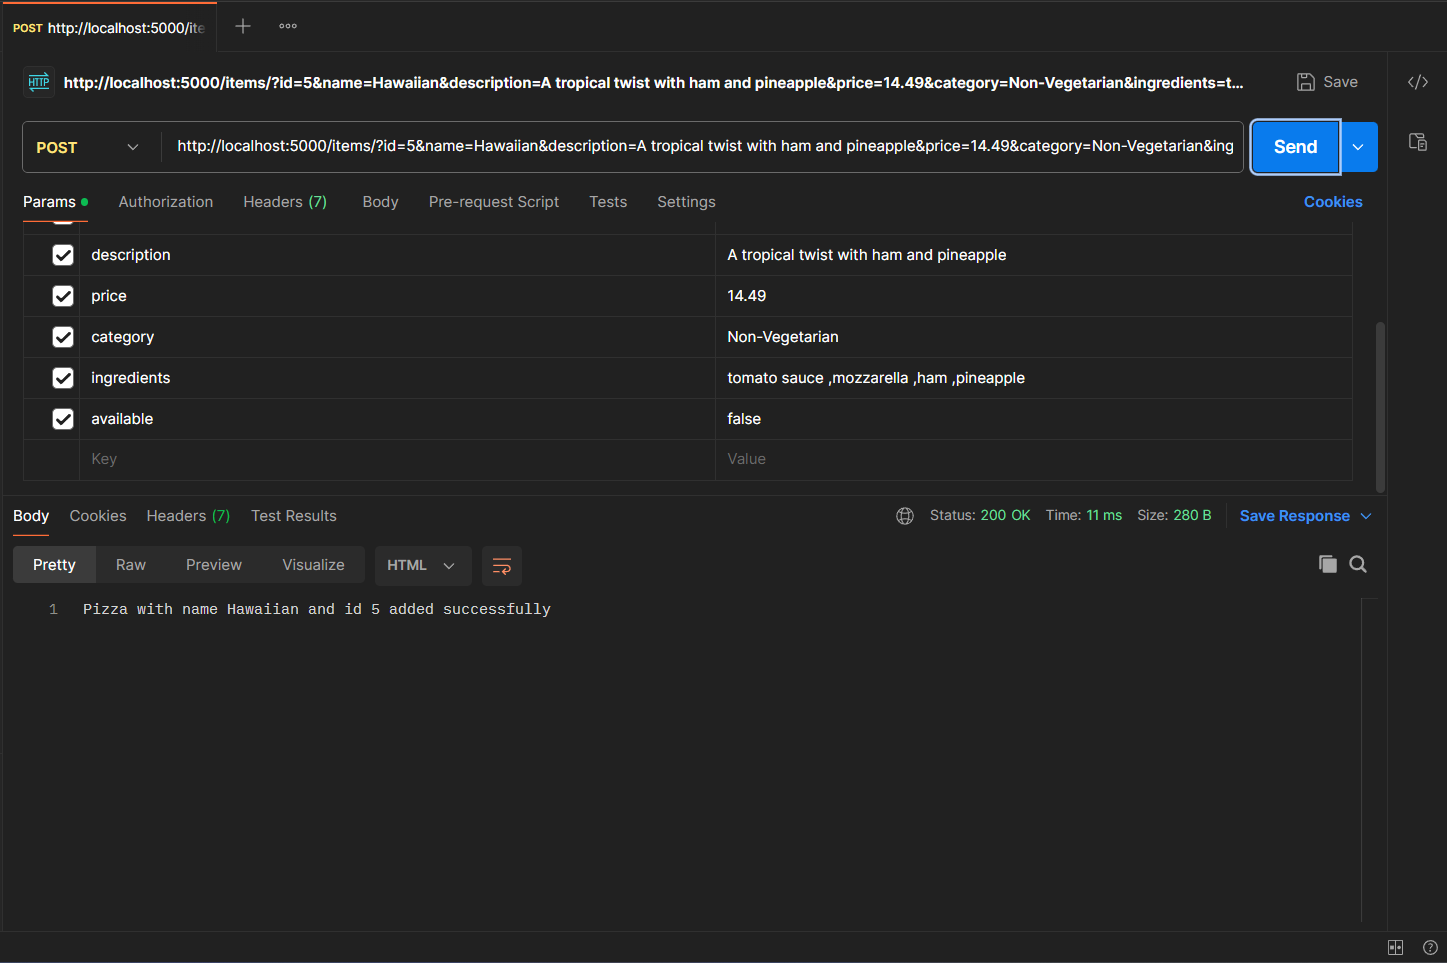 POST http://localhost:5000/ite
HTTP http://localhost:5000/items/?id=5&name=Hawaiian&description=A tropical twist with ham and pineapple&price=14.49&category=Non-Vegetarian&ingredients=t... Save
POST http://localhost:5000/items/?id=5&name=Hawaiian&description=A tropical twist with ham and pineapple&price=14.49&category=Non-Vegetarian&ing Send
Params Authorization Headers (7) Body Pre-request Script Tests Settings Cookies
description A tropical twist with ham and pineapple
price 14.49
category Non-Vegetarian
ingredients tomato sauce ,mozzarella ,ham ,pineapple
available false
Key Value
Body Cookies Headers (7) Test Results Status: 200 OK Time: 11 ms Size: 280 B Save Response
Pretty Raw Preview Visualize HTML
1 Pizza with name Hawaiian and id 5 added successfully